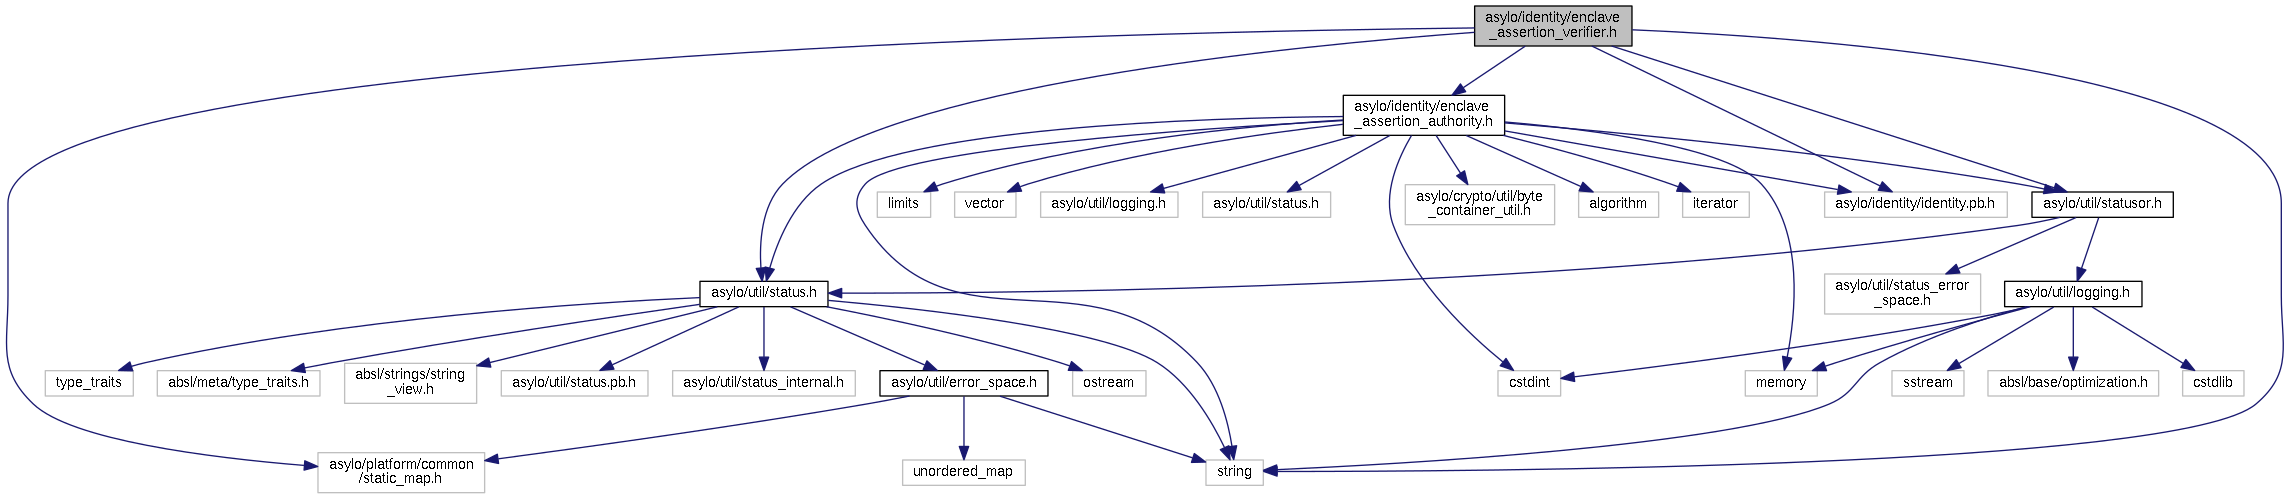 asylo/identity/enclave
_assertion_verifier.h
asylo/identity/enclave
_assertion_authority.h
limits
vector
asylo/util/logging.h
asylo/util/status.h
asylo/crypto/util/byte
_container_util.h
algorithm
iterator
asylo/identity/identity.pb.h
asylo/util/statusor.h
asylo/util/status.h
asylo/util/status_error
_space.h
asylo/util/logging.h
type_traits
absl/meta/type_traits.h
absl/strings/string
_view.h
asylo/util/status.pb.h
asylo/util/status_internal.h
asylo/util/error_space.h
ostream
cstdint
memory
sstream
absl/base/optimization.h
cstdlib
asylo/platform/common
/static_map.h
unordered_map
string